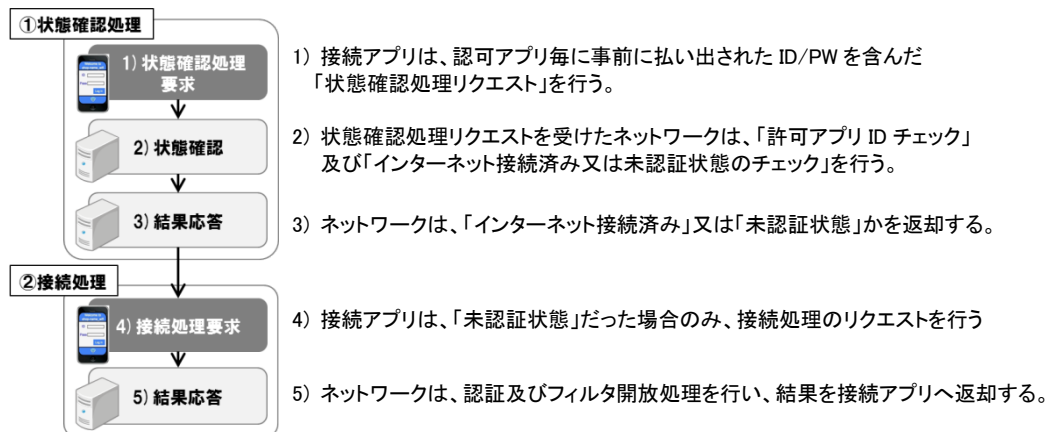 ①状態確認処理
1) 状態確認処理
要求
1) 接続アプリは、認可アプリ毎に事前に払い出された ID/PW を含んだ
「状態確認処理リクエスト」を行う。
2) 状態確認
2) 状態確認処理リクエストを受けたネットワークは、「許可アプリ ID チェック」
及び「インターネット接続済み又は未認証状態のチェック」を行う。
3) 結果応答
3) ネットワークは、「インターネット接続済み」又は「未認証状態」かを返却する。
②接続処理
4) 接続処理要求
4) 接続アプリは、「未認証状態」だった場合のみ、接続処理のリクエストを行う
5) 結果応答
5) ネットワークは、認証及びフィルタ開放処理を行い、結果を接続アプリへ返却する。